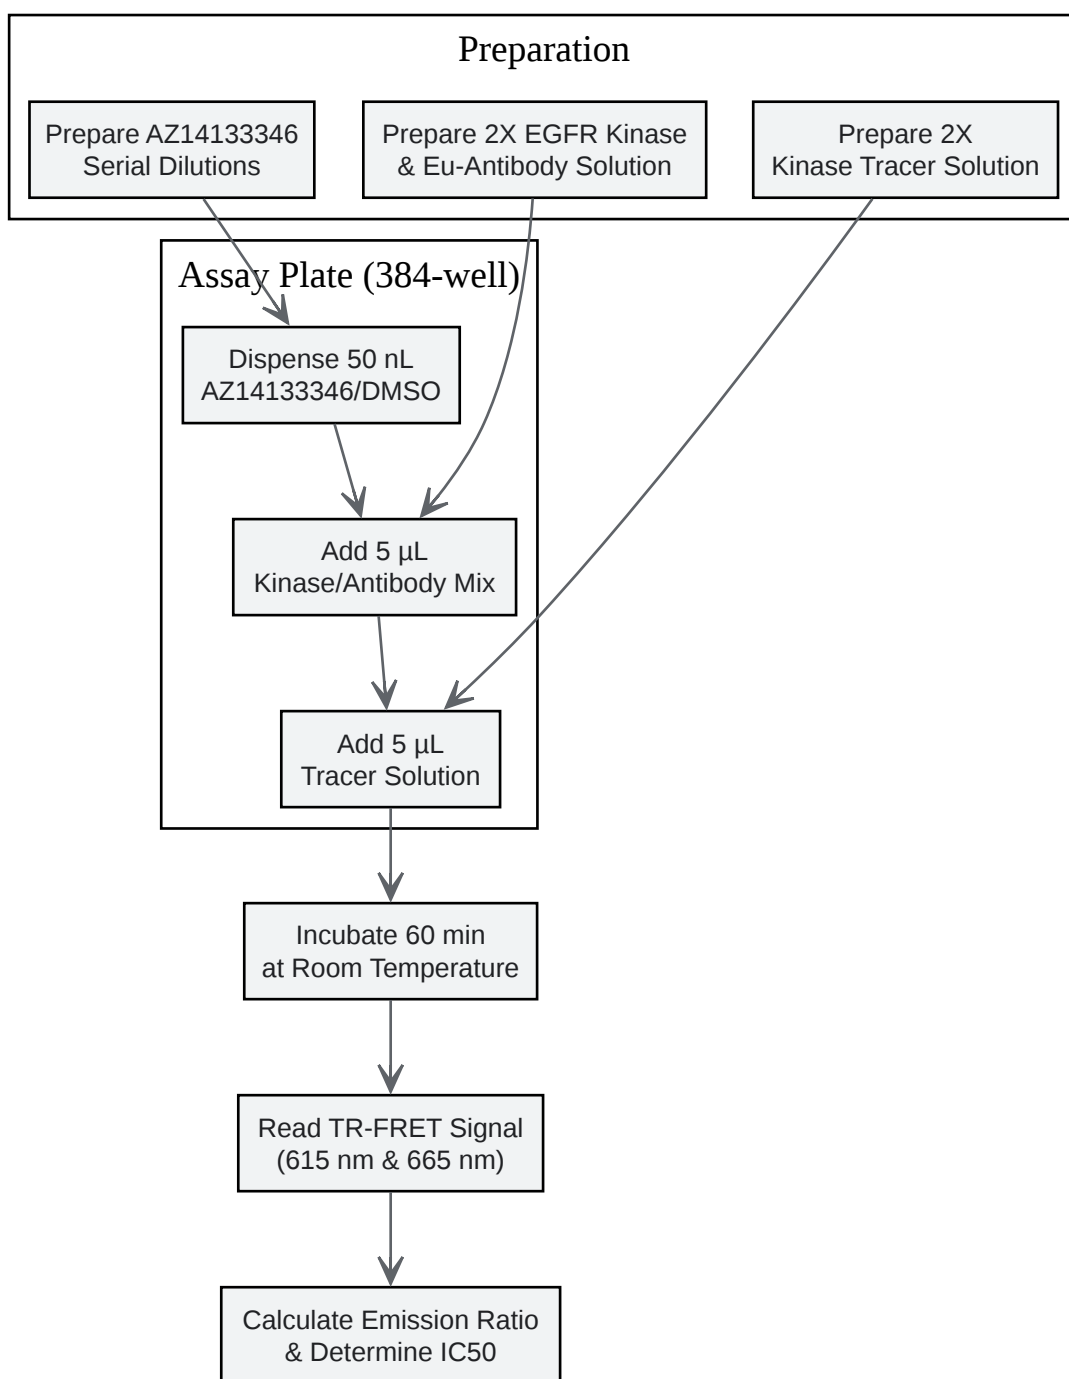 Preparation
Prepare AZ14133346
Serial Dilutions
Prepare 2X EGFR Kinase
& Eu-Antibody Solution
Prepare 2X
Kinase Tracer Solution
Assay Plate (384-well)
Dispense 50 nL
AZ14133346/DMSO
Add 5 µL
Kinase/Antibody Mix
Add 5 µL
Tracer Solution
Incubate 60 min
at Room Temperature
Read TR-FRET Signal
(615 nm & 665 nm)
Calculate Emission Ratio
& Determine IC50